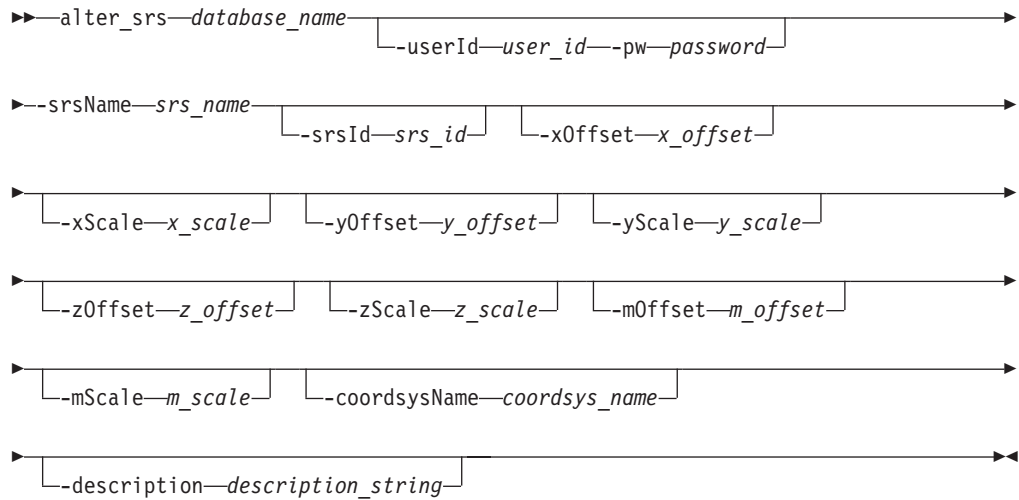 alter_srs database_name
-userId user_id -pw password
-srsName srs_name
-srsId srs_id -xOffset x_offset
-xScale x_scale -yOffset y_offset -yScale y_scale
-zOffset z_offset -zScale z_scale -mOffset m_offset
-mScale m_scale -coordsysName coordsys_name
-description description_string